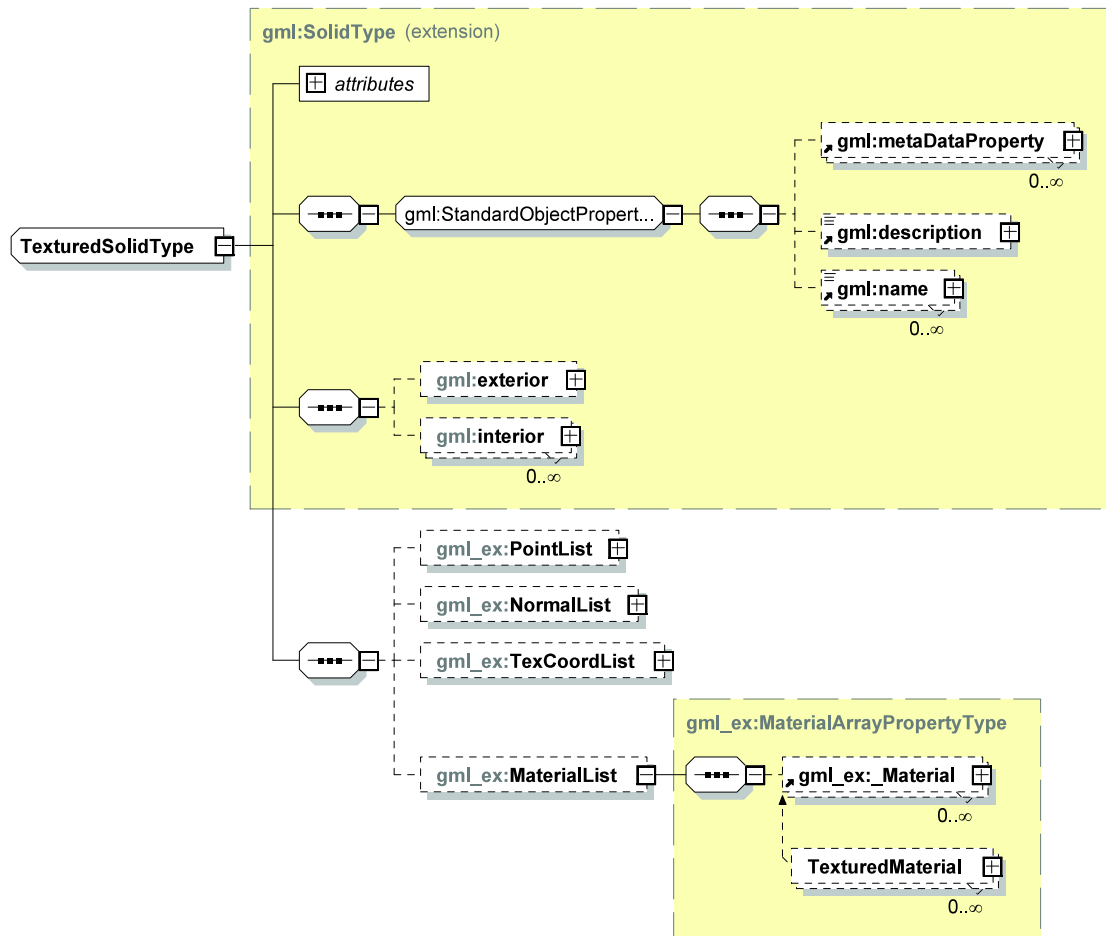 gml:SolidType (extension)
attributes
gml:metaDataProperty
0..∞
gml:StandardObjectPropert...
TexturedSolidType
gml:description
gml:name
0..∞
gml:exterior
gml:interior
0..∞
gml_ex:PointList
gml_ex:NormalList
gml_ex:TexCoordList
gml_ex:MaterialArrayPropertyType
gml_ex:MaterialList
gml_ex:_Material
0..∞
TexturedMaterial
0..∞